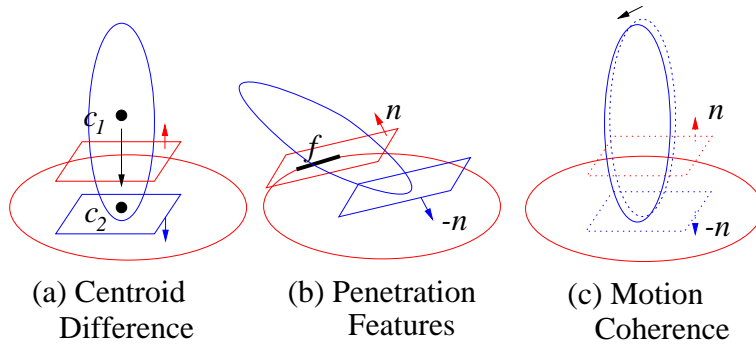 c1
c2
(a) Centroid
Difference
f
n
-n
(b) Penetration
Features
n
-n
(c) Motion
Coherence